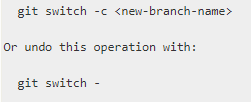 git switch -c <new-branch-name>
Or undo this operation with:
git switch -